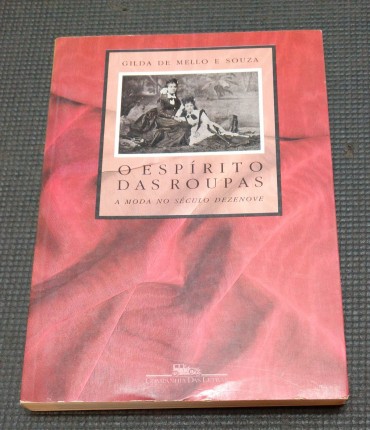 GILDA DE MELLO E SOUZA
O ESPÍRITO
DAS ROUPAS
A MODA NO SÉCULO DEZENOVE
COMPANHIA DAS LETRAS